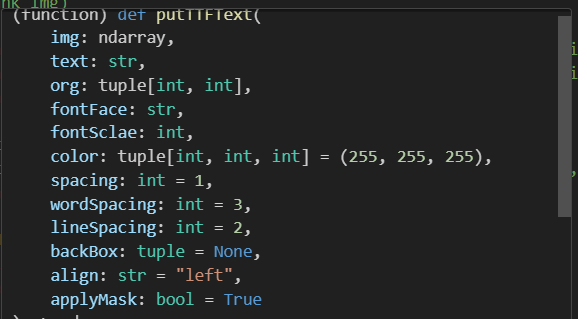 nk img)
(function) def putTTFText(
img: ndarray,
text: str,
org: tuple[int, int],
fontFace: str,
fontSclae: int,
color: tuple[int, int, int] = (255, 255, 255),
spacing: int = 1,
wordSpacing: int = 3,
lineSpacing: int = 2,
backBox: tuple = None,
align: str = "left",
applyMask: bool = True